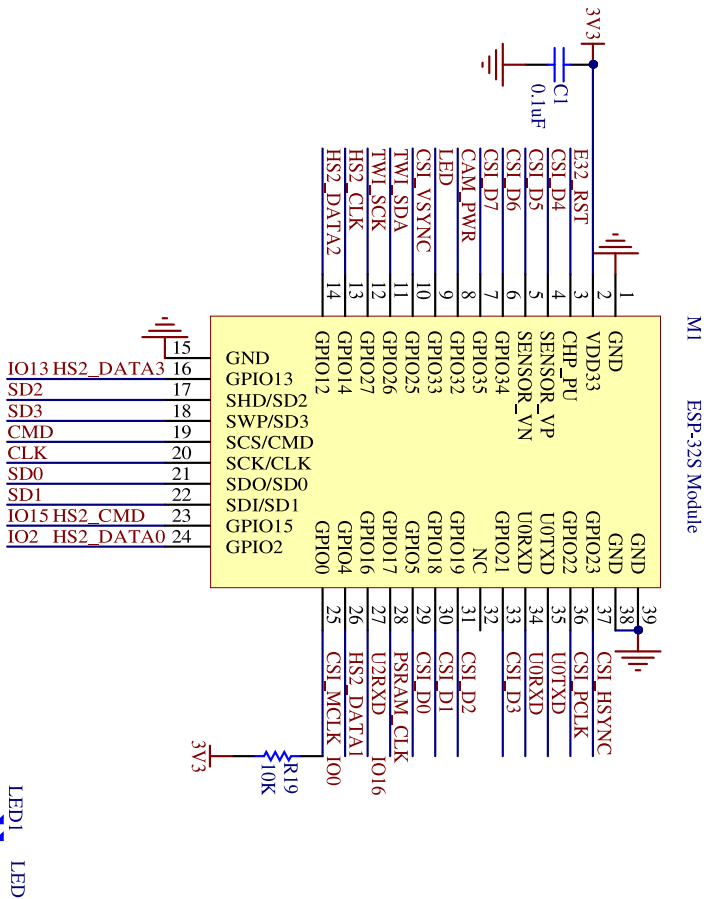 M1 ESP-32S Module
3V3
C1
0.1uF
E32_RST
CSI_D4
CSI_D5
CSI_D6
CSI_D7
CAM_PWR
LED
CSI_VSYNC
TWI_SDA
TWI_SCK
HS2_CLK
HS2_DATA2
1 GND
2 VDD33
3 CHP_PU
4 SENSOR_VP
5 SENSOR_VN
6 GPIO34
7 GPIO35
8 GPIO32
9 GPIO33
10 GPIO25
11 GPIO26
12 GPIO27
13 GPIO14
14 GPIO12
15 GND
IO13 HS2_DATA3 16 GPIO13
SD2 17 SHD/SD2
SD3 18 SWP/SD3
CMD 19 SCS/CMD
CLK 20 SCK/CLK
SD0 21 SDO/SD0
SD1 22 SDI/SD1
IO15 HS2_CMD 23 GPIO15
IO2 HS2_DATA0 24 GPIO2
GND 39
GND 38
GPIO23 37 CSI_HSYNC
GPIO22 36 CSI_PCLK
U0TXD 35 U0TXD
U0RXD 34 U0RXD
GPIO21 33 CSI_D3
NC 32
GPIO19 31 CSI_D2
GPIO18 30 CSI_D1
GPIO5 29 CSI_D0
GPIO17 28 PSRAM_CLK
GPIO16 27 U2RXD IO16
GPIO4 26 HS2_DATA1
GPIO0 25 CSI_MCLK IO0
R19
10K
3V3
LED1 LED